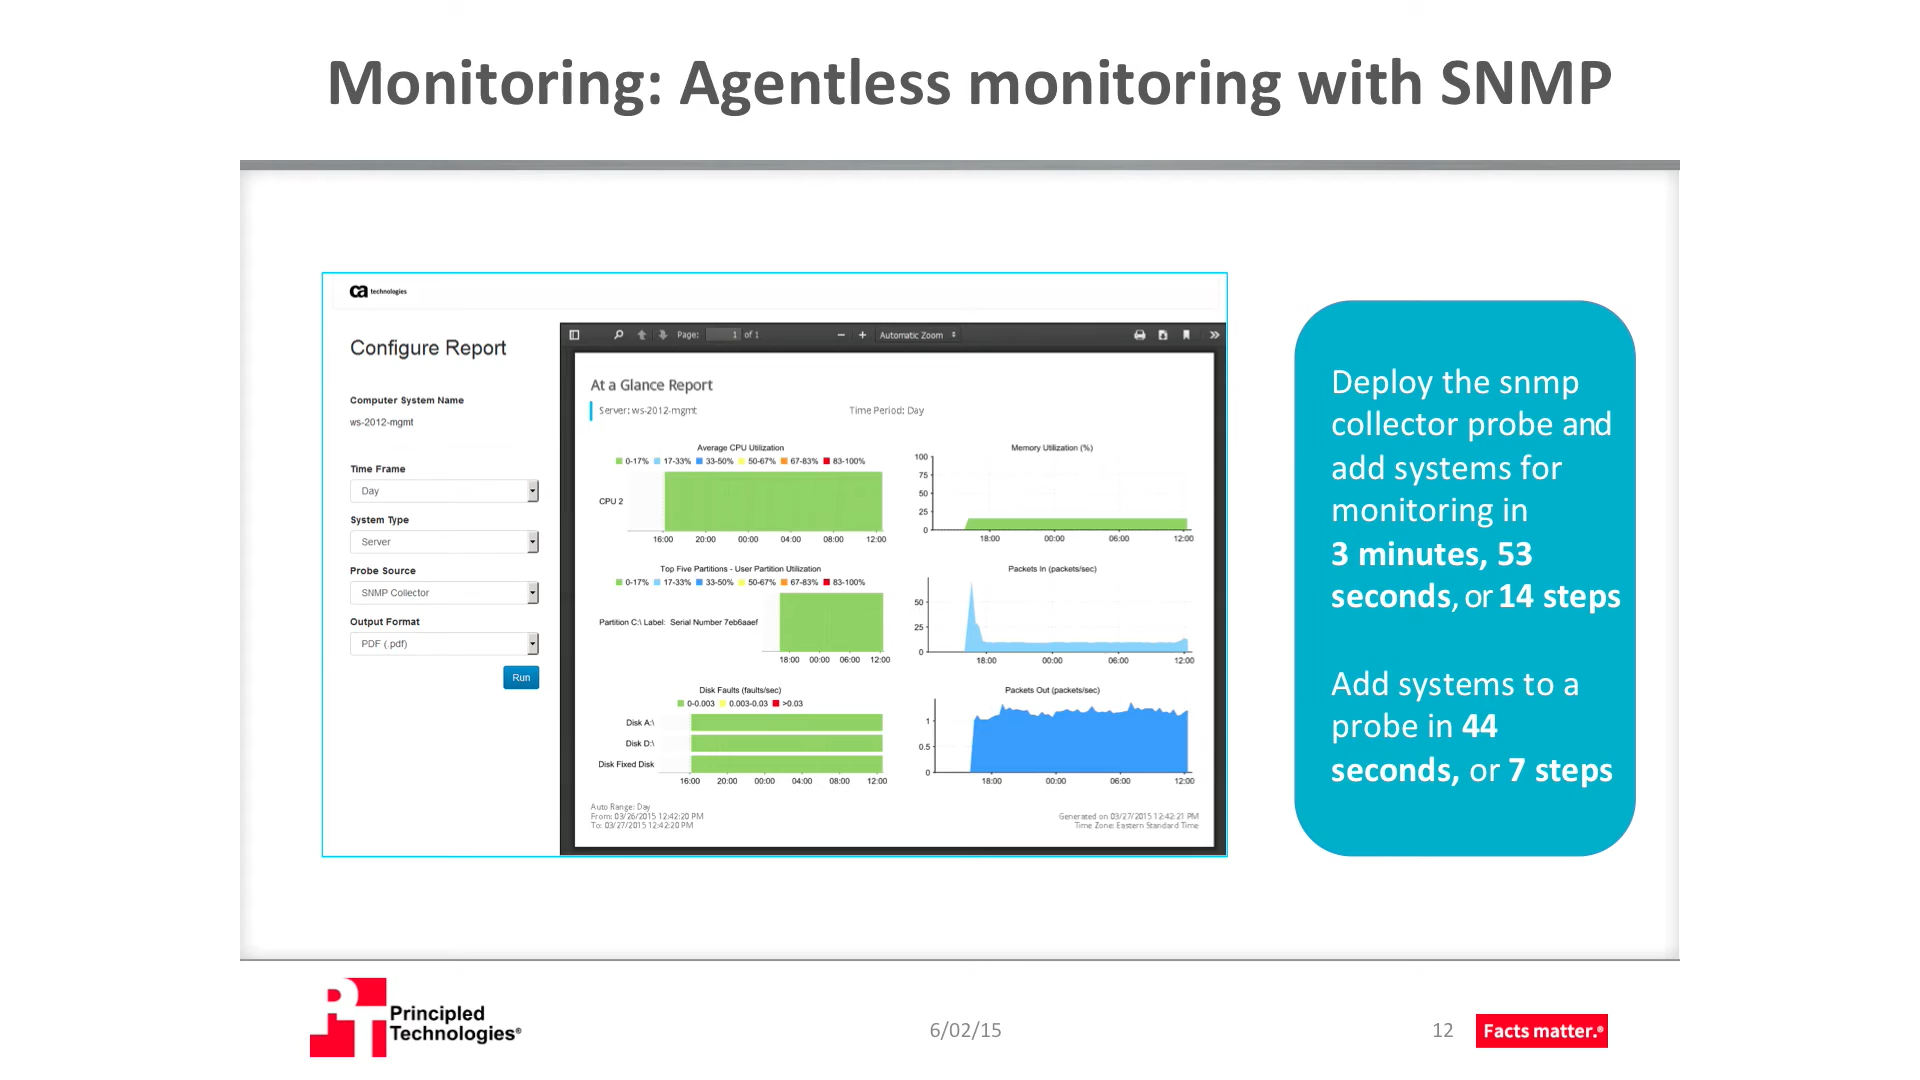 Monitoring: Agentless monitoring with SNMP
ca technologies
Configure Report
Computer System Name
ws-2012-mgmt
Time Frame
Day
System Type
Server
Probe Source
SNMP Collector
Output Format
PDF (.pdf)
Run
Page: 1 of 1
Automatic Zoom
At a Glance Report
Server: ws-2012-mgmt
Time Period: Day
Average CPU Utilization
0-17% 17-33% 33-50% 50-67% 67-83% 83-100%
CPU 2
16:00 20:00 00:00 04:00 08:00 12:00
Memory Utilization (%)
100
75
50
25
0
18:00 00:00 06:00 12:00
Top Five Partitions - User Partition Utilization
0-17% 17-33% 33-50% 50-67% 67-83% 83-100%
Partition C:\ Label: Serial Number 7eb6aaef
18:00 00:00 06:00 12:00
Packets In (packets/sec)
50
25
0
18:00 00:00 06:00 12:00
Disk Faults (faults/sec)
0-0.003 0.003-0.03 >0.03
Disk A:\
Disk D:\
Disk Fixed Disk
16:00 20:00 00:00 04:00 08:00 12:00
Packets Out (packets/sec)
1
0.5
0
18:00 00:00 06:00 12:00
Auto Range: Day
From: 03/26/2015 12:42:20 PM
To: 03/27/2015 12:42:20 PM
Generated on 03/27/2015 12:42:21 PM
Time Zone: Eastern Standard Time
Deploy the snmp
collector probe and
add systems for
monitoring in
3 minutes, 53
seconds, or 14 steps
Add systems to a
probe in 44
seconds, or 7 steps
PT
Principled
Technologies®
6/02/15
12
Facts matter.®